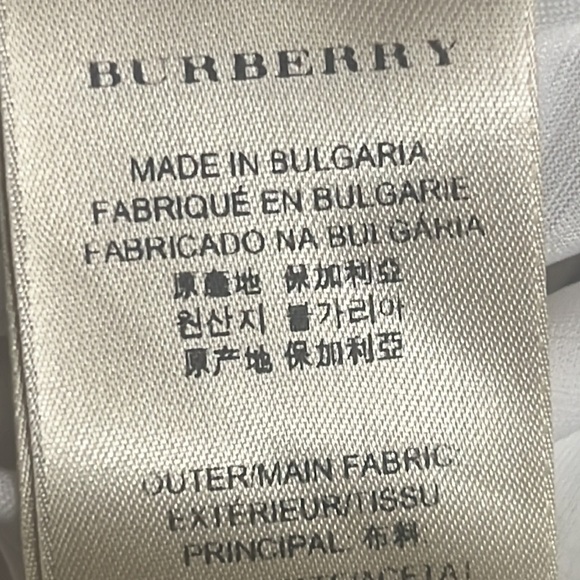 BURBERRY
MADE IN BULGARIA
FABRIQUÉ EN BULGARIE
FABRICADO NA BULGÁRIA
原產地 保加利亞
원산지 불가리아
原产地 保加利亞
OUTER/MAIN FABRIC
EXTÉRIEUR/TISSU
PRINCIPAL 布料